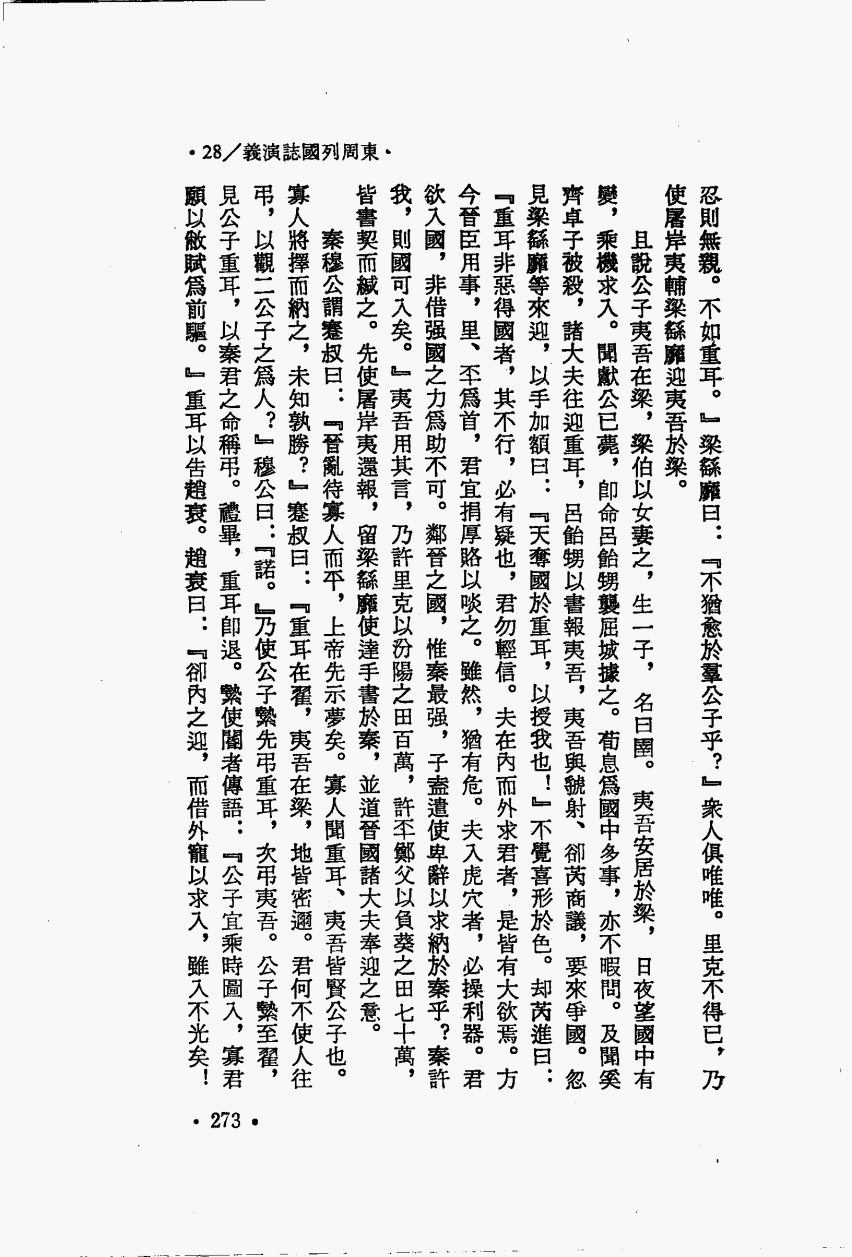 ·28/義演誌國列周東·
忍則無親。不如重耳。』梁繇靡曰：『不猶愈於羣公子乎？』衆人俱唯唯。里克不得已，乃
使屠岸夷輔梁繇靡迎夷吾於梁。
且說公子夷吾在梁，梁伯以女妻之，生一子，名曰圉。夷吾安居於梁，日夜望國中有
變，乘機求入。聞獻公已薨，卽命呂飴甥襲屈城據之。荀息爲國中多事，亦不暇問。及聞奚
齊卓子被殺，諸大夫往迎重耳，呂飴甥以書報夷吾，夷吾與虢射、郤芮商議，要來爭國。忽
見梁繇靡等來迎，以手加額曰：『天奪國於重耳，以授我也！』不覺喜形於色。却芮進曰：
『重耳非惡得國者，其不行，必有疑也，君勿輕信。夫在內而外求君者，是皆有大欲焉。方
今晉臣用事，里、丕爲首，君宜捐厚賂以啖之。雖然，猶有危。夫入虎穴者，必操利器。君
欲入國，非借强國之力爲助不可。鄰晉之國，惟秦最强，子盍遣使卑辭以求納於秦乎？秦許
我，則國可入矣。』夷吾用其言，乃許里克以汾陽之田百萬，許丕鄭父以負葵之田七十萬，
皆書契而緘之。先使屠岸夷還報，留梁繇靡使達手書於秦，並道晉國諸大夫奉迎之意。
秦穆公謂蹇叔曰：『晉亂待寡人而平，上帝先示夢矣。寡人聞重耳、夷吾皆賢公子也。
寡人將擇而納之，未知孰勝？』蹇叔曰：『重耳在翟，夷吾在梁，地皆密邇。君何不使人往
弔，以觀二公子之爲人？』穆公曰：『諾。』乃使公子縶先弔重耳，次弔夷吾。公子縶至翟，
見公子重耳，以秦君之命稱弔。禮畢，重耳卽退。縶使閽者傳語：『公子宜乘時圖入，寡君
願以敝賦爲前驅。』重耳以告趙衰。趙衰曰：『卻內之迎，而借外寵以求入，雖入不光矣！
·273·